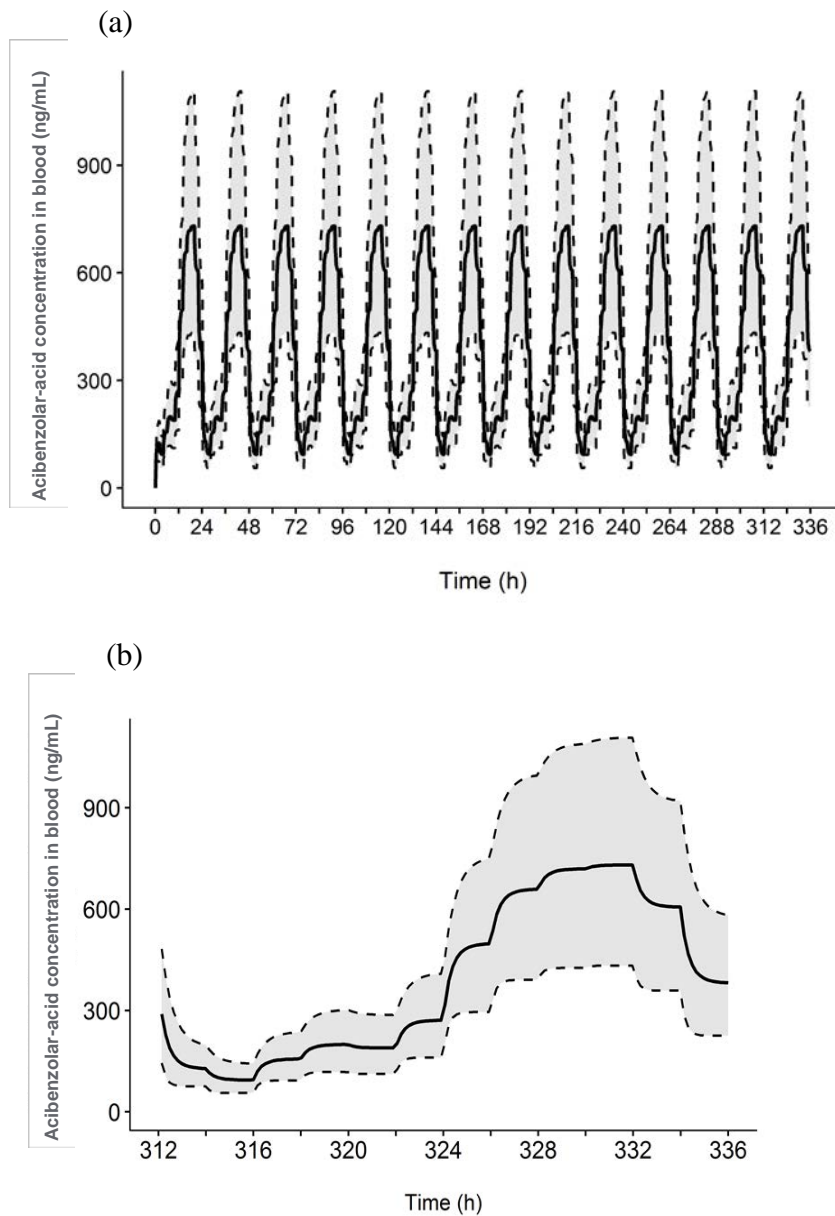 (a)
Acibenzolar-acid concentration in blood (ng/mL)
900
600
300
0
0 24 48 72 96 120 144 168 192 216 240 264 288 312 336
Time (h)
(b)
Acibenzolar-acid concentration in blood (ng/mL)
900
600
300
0
312 316 320 324 328 332 336
Time (h)